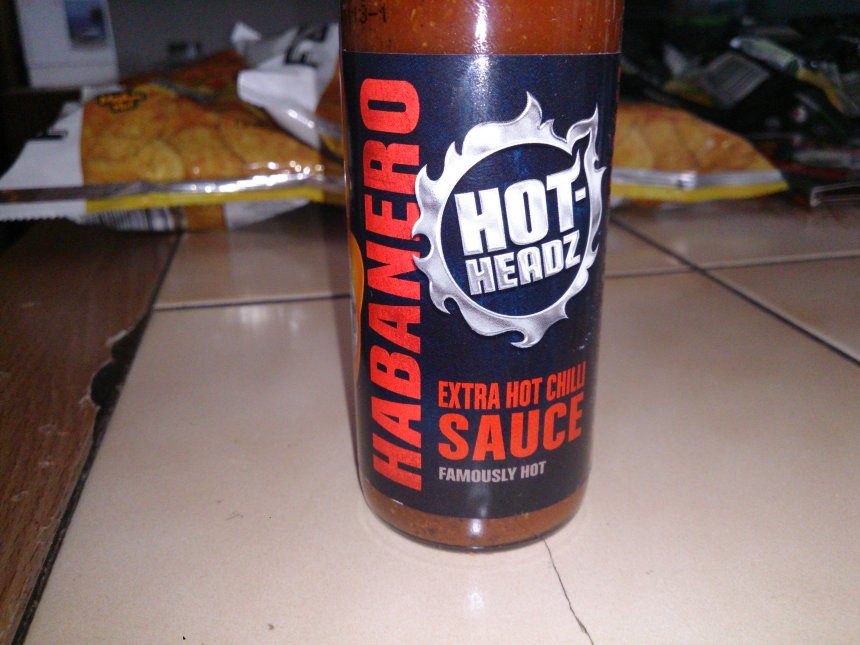 HABANERO
HOT-
HEADZ
EXTRA HOT CHILLI
SAUCE
FAMOUSLY HOT